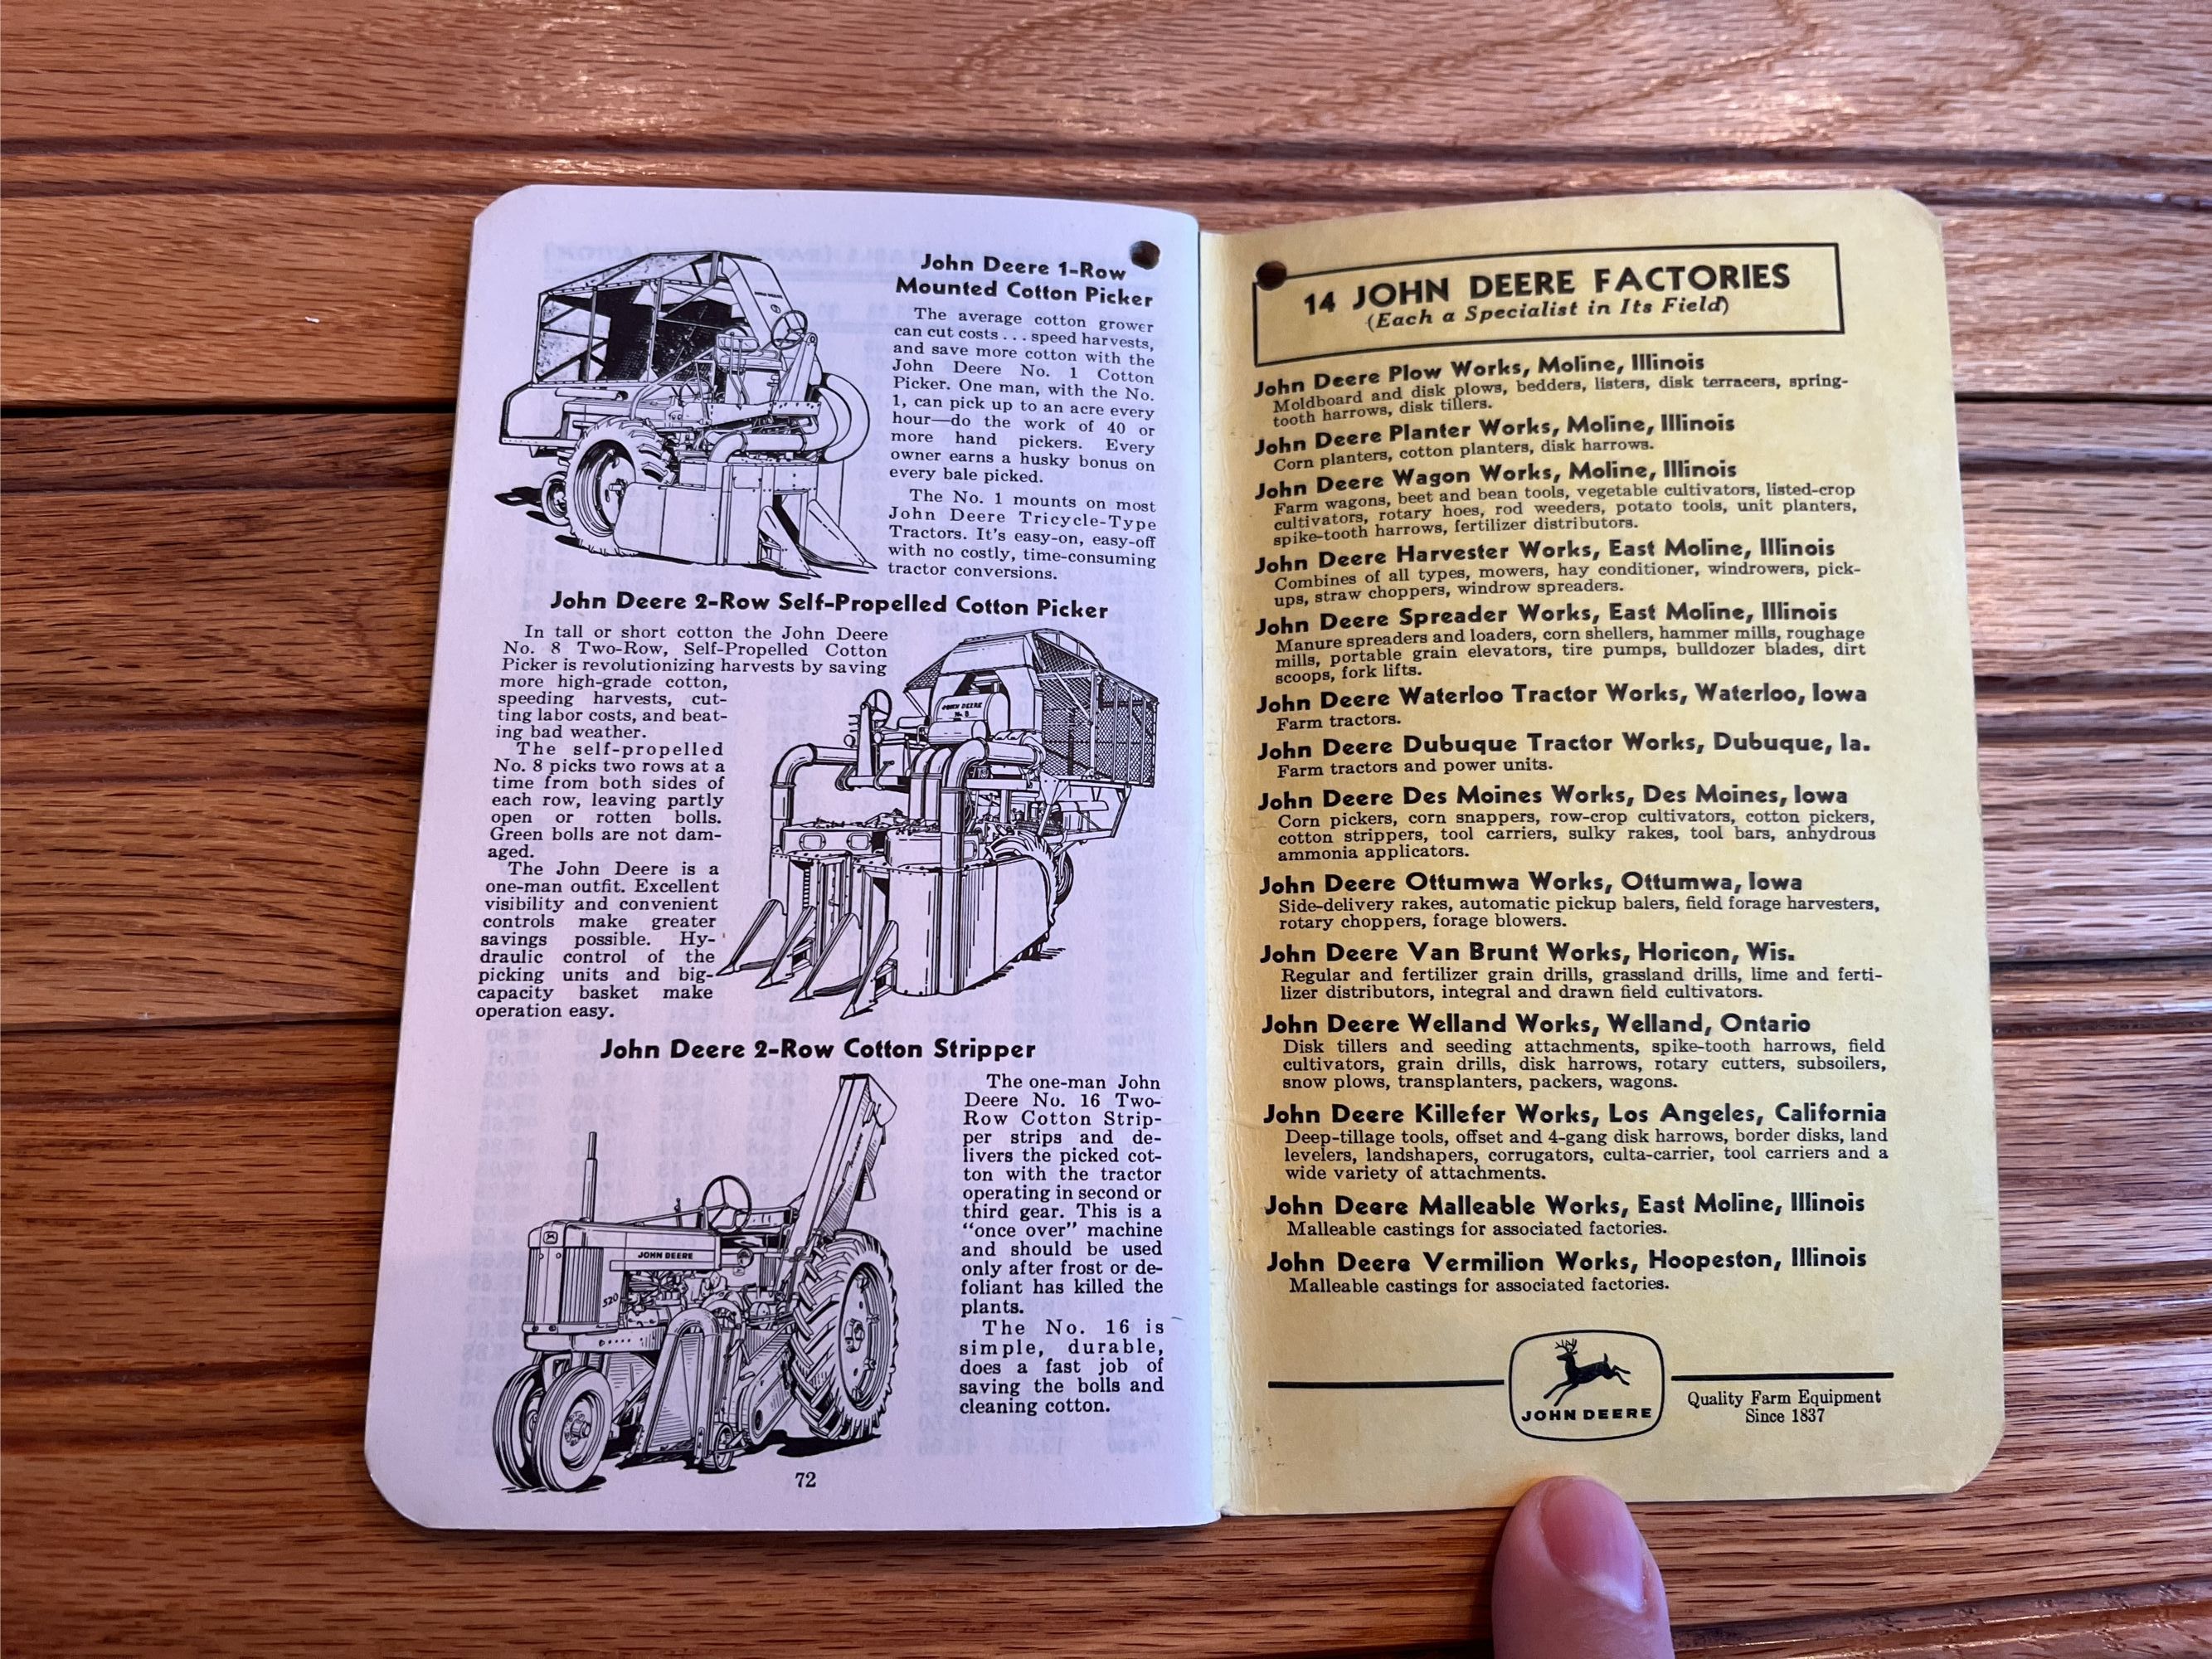 John Deere 1-Row
Mounted Cotton Picker
The average cotton grower
can cut costs . . . speed harvests,
and save more cotton with the
John Deere No. 1 Cotton
Picker. One man, with the No.
1, can pick up to an acre every
hour—do the work of 40 or
more hand pickers. Every
owner earns a husky bonus on
every bale picked.
The No. 1 mounts on most
John Deere Tricycle-Type
Tractors. It's easy-on, easy-off
with no costly, time-consuming
tractor conversions.
John Deere 2-Row Self-Propelled Cotton Picker
In tall or short cotton the John Deere
No. 8 Two-Row, Self-Propelled Cotton
Picker is revolutionizing harvests by saving
more high-grade cotton,
speeding harvests, cut-
ting labor costs, and beat-
ing bad weather.
The self-propelled
No. 8 picks two rows at a
time from both sides of
each row, leaving partly
open or rotten bolls.
Green bolls are not dam-
aged.
The John Deere is a
one-man outfit. Excellent
visibility and convenient
controls make greater
savings possible. Hy-
draulic control of the
picking units and big-
capacity basket make
operation easy.
JOHN DEERE
No. 8
John Deere 2-Row Cotton Stripper
The one-man John
Deere No. 16 Two-
Row Cotton Strip-
per strips and de-
livers the picked cot-
ton with the tractor
operating in second or
third gear. This is a
"once over" machine
and should be used
only after frost or de-
foliant has killed the
plants.
The No. 16 is
simple, durable,
does a fast job of
saving the bolls and
cleaning cotton.
JOHN DEERE
520
72
14 JOHN DEERE FACTORIES
(Each a Specialist in Its Field)
John Deere Plow Works, Moline, Illinois
Moldboard and disk plows, bedders, listers, disk terracers, spring-
tooth harrows, disk tillers.
John Deere Planter Works, Moline, Illinois
Corn planters, cotton planters, disk harrows.
John Deere Wagon Works, Moline, Illinois
Farm wagons, beet and bean tools, vegetable cultivators, listed-crop
cultivators, rotary hoes, rod weeders, potato tools, unit planters,
spike-tooth harrows, fertilizer distributors.
John Deere Harvester Works, East Moline, Illinois
Combines of all types, mowers, hay conditioner, windrowers, pick-
ups, straw choppers, windrow spreaders.
John Deere Spreader Works, East Moline, Illinois
Manure spreaders and loaders, corn shellers, hammer mills, roughage
mills, portable grain elevators, tire pumps, bulldozer blades, dirt
scoops, fork lifts.
John Deere Waterloo Tractor Works, Waterloo, Iowa
Farm tractors.
John Deere Dubuque Tractor Works, Dubuque, Ia.
Farm tractors and power units.
John Deere Des Moines Works, Des Moines, Iowa
Corn pickers, corn snappers, row-crop cultivators, cotton pickers,
cotton strippers, tool carriers, sulky rakes, tool bars, anhydrous
ammonia applicators.
John Deere Ottumwa Works, Ottumwa, Iowa
Side-delivery rakes, automatic pickup balers, field forage harvesters,
rotary choppers, forage blowers.
John Deere Van Brunt Works, Horicon, Wis.
Regular and fertilizer grain drills, grassland drills, lime and ferti-
lizer distributors, integral and drawn field cultivators.
John Deere Welland Works, Welland, Ontario
Disk tillers and seeding attachments, spike-tooth harrows, field
cultivators, grain drills, disk harrows, rotary cutters, subsoilers,
snow plows, transplanters, packers, wagons.
John Deere Killefer Works, Los Angeles, California
Deep-tillage tools, offset and 4-gang disk harrows, border disks, land
levelers, landshapers, corrugators, culta-carrier, tool carriers and a
wide variety of attachments.
John Deere Malleable Works, East Moline, Illinois
Malleable castings for associated factories.
John Deere Vermilion Works, Hoopeston, Illinois
Malleable castings for associated factories.
JOHN DEERE
Quality Farm Equipment
Since 1837